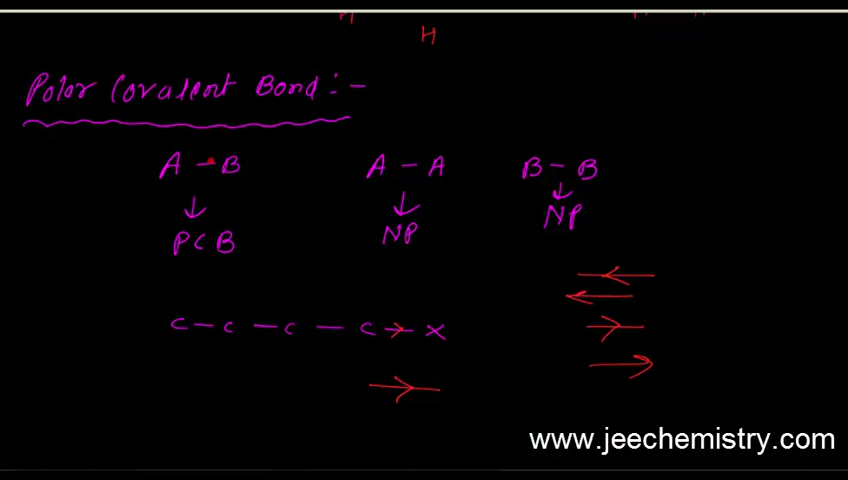 H
Polar Covalent Bond :-
A - B A - A B - B
PCB NP NP
C - C - C - C - X
www.jeechemistry.com